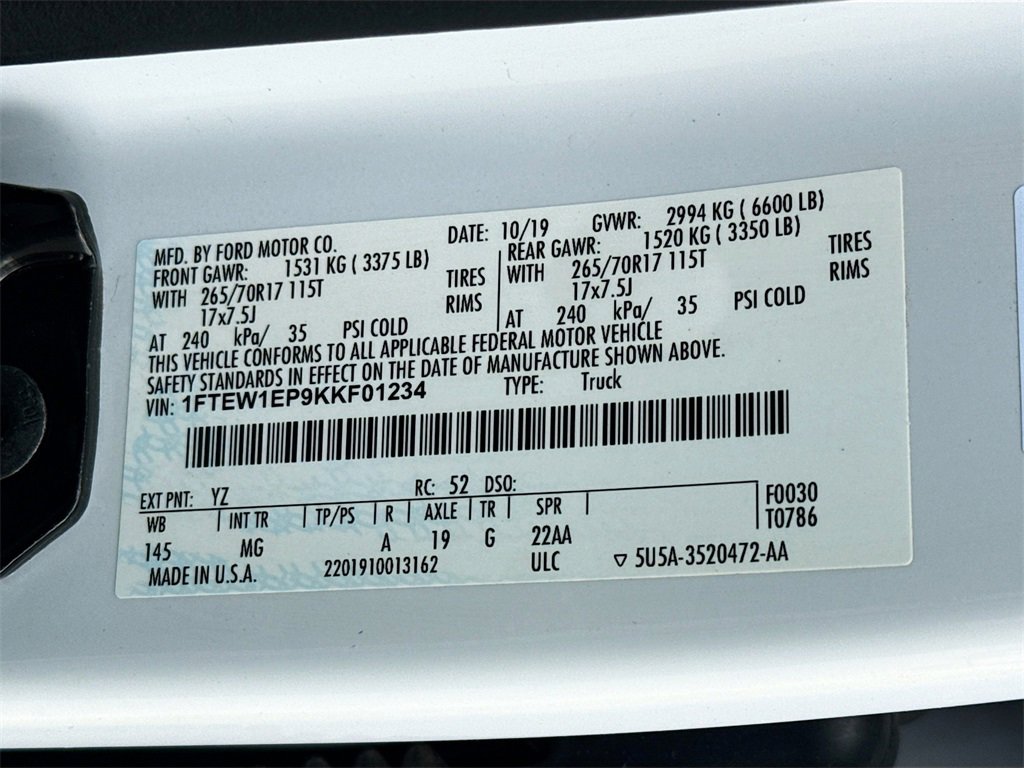 MFD. BY FORD MOTOR CO. DATE: 10/19 GVWR: 2994 KG ( 6600 LB)
FRONT GAWR: 1531 KG ( 3375 LB) REAR GAWR: 1520 KG ( 3350 LB)
WITH 265/70R17 115T TIRES WITH 265/70R17 115T TIRES
17x7.5J RIMS 17x7.5J RIMS
AT 240 kPa/ 35 PSI COLD AT 240 kPa/ 35 PSI COLD
THIS VEHICLE CONFORMS TO ALL APPLICABLE FEDERAL MOTOR VEHICLE
SAFETY STANDARDS IN EFFECT ON THE DATE OF MANUFACTURE SHOWN ABOVE.
VIN: 1FTEW1EP9KKF01234 TYPE: Truck
EXT PNT: YZ RC: 52 DSO: F0030
WB INT TR TP/PS R AXLE TR SPR T0786
145 MG A 19 G 22AA
MADE IN U.S.A. 2201910013162 ULC ▽ 5U5A-3520472-AA